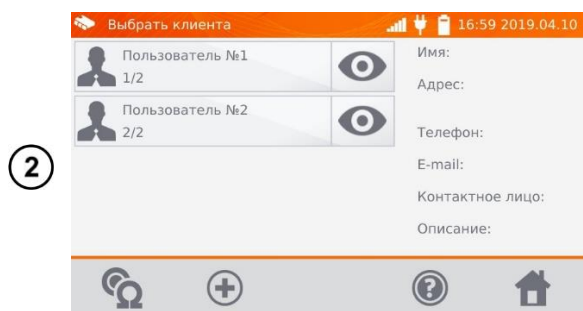 Выбрать клиента
16:59 2019.04.10
Пользователь №1
1/2
Пользователь №2
2/2
Имя:
Адрес:
Телефон:
E-mail:
Контактное лицо:
Описание:
2